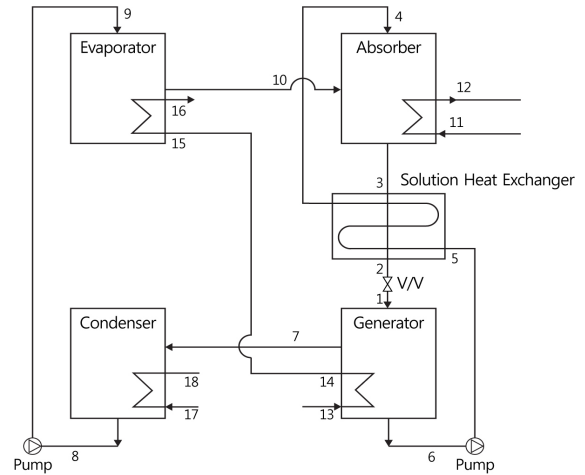 9
4
Evaporator
Absorber
10
12
16
11
15
3
Solution Heat Exchanger
5
2
V/V
1
Condenser
Generator
7
18
14
17
13
8
6
Pump
Pump